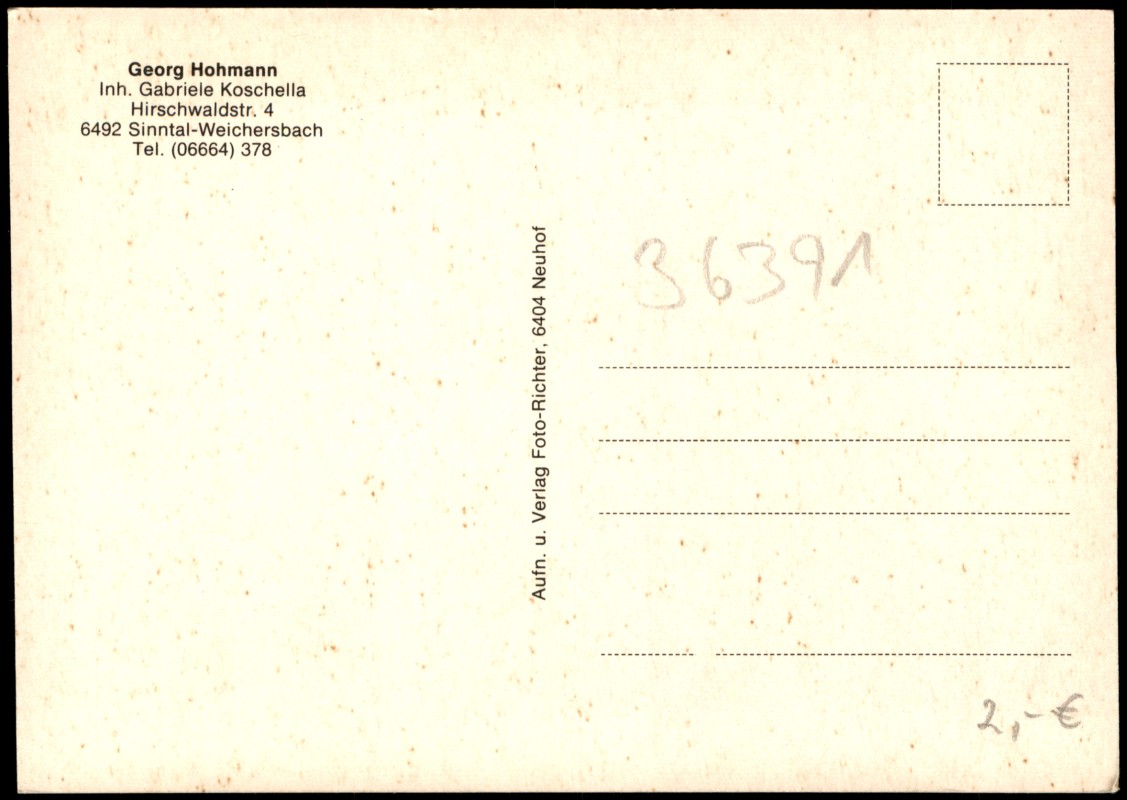 Georg Hohmann
Inh. Gabriele Koschella
Hirschwaldstr. 4
6492 Sinntal-Weichersbach
Tel. (06664) 378
Aufn. u. Verlag Foto-Richter, 6404 Neuhof
36391
2,- €